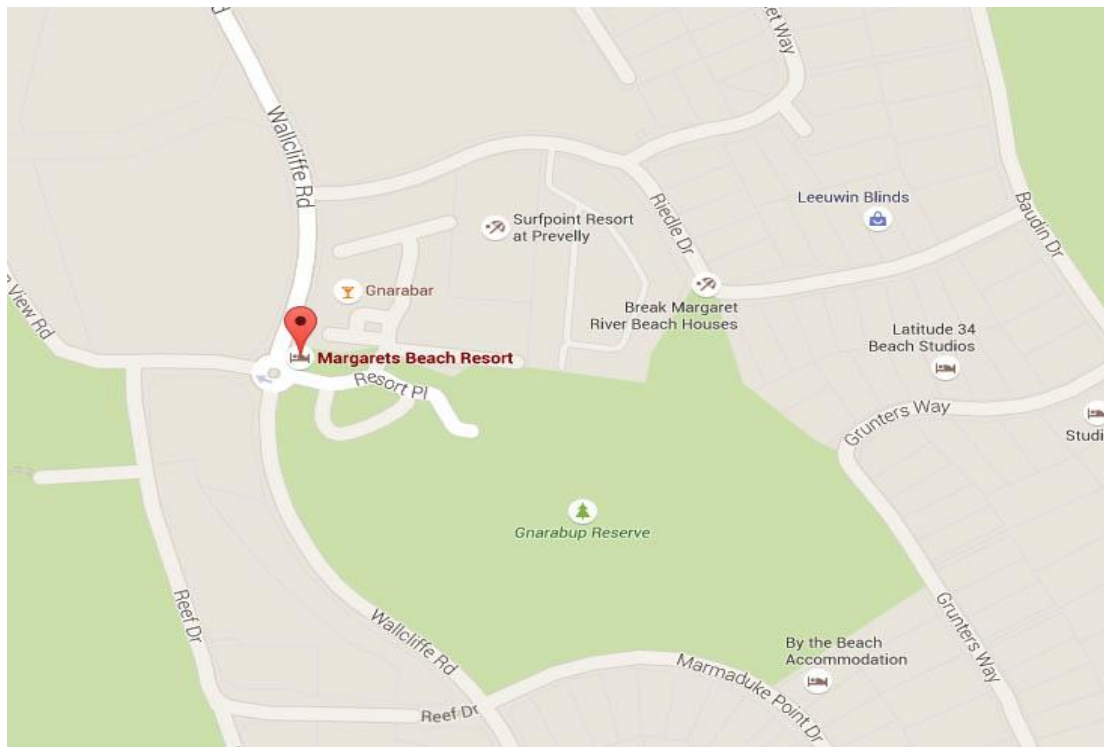 Wallcliffe Rd
Riedle Dr
Baudin Dr
Leeuwin Blinds
Surfpoint Resort
at Prevelly
Gnarabar
Break Margaret
River Beach Houses
View Rd
Margarets Beach Resort
Resort Pl
Latitude 34
Beach Studios
Grunters Way
Studi
Gnarabup Reserve
Reef Dr
Wallcliffe Rd
Grunters Way
By the Beach
Accommodation
Marmaduke Point Dr
Reef Dr